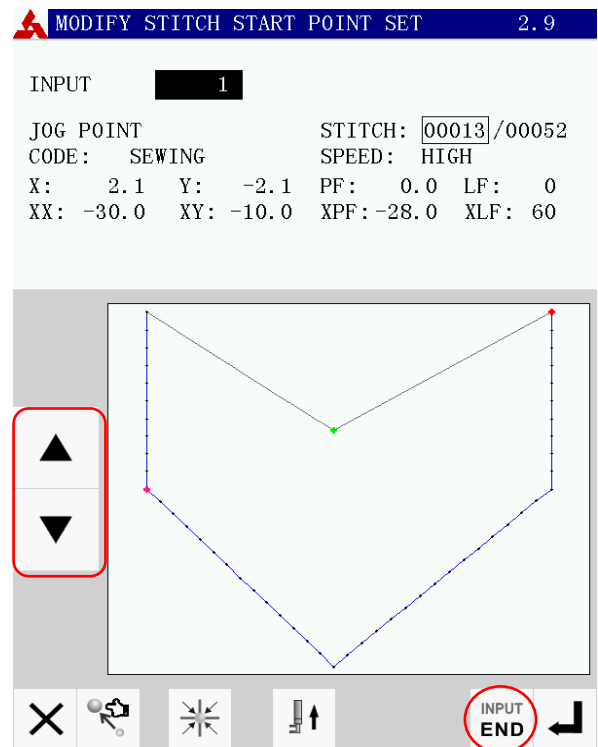 MODIFY STITCH START POINT SET 2.9
INPUT 1
JOG POINT STITCH: 00013/00052
CODE: SEWING SPEED: HIGH
X: 2.1 Y: -2.1 PF: 0.0 LF: 0
XX: -30.0 XY: -10.0 XPF:-28.0 XLF: 60
INPUT
END